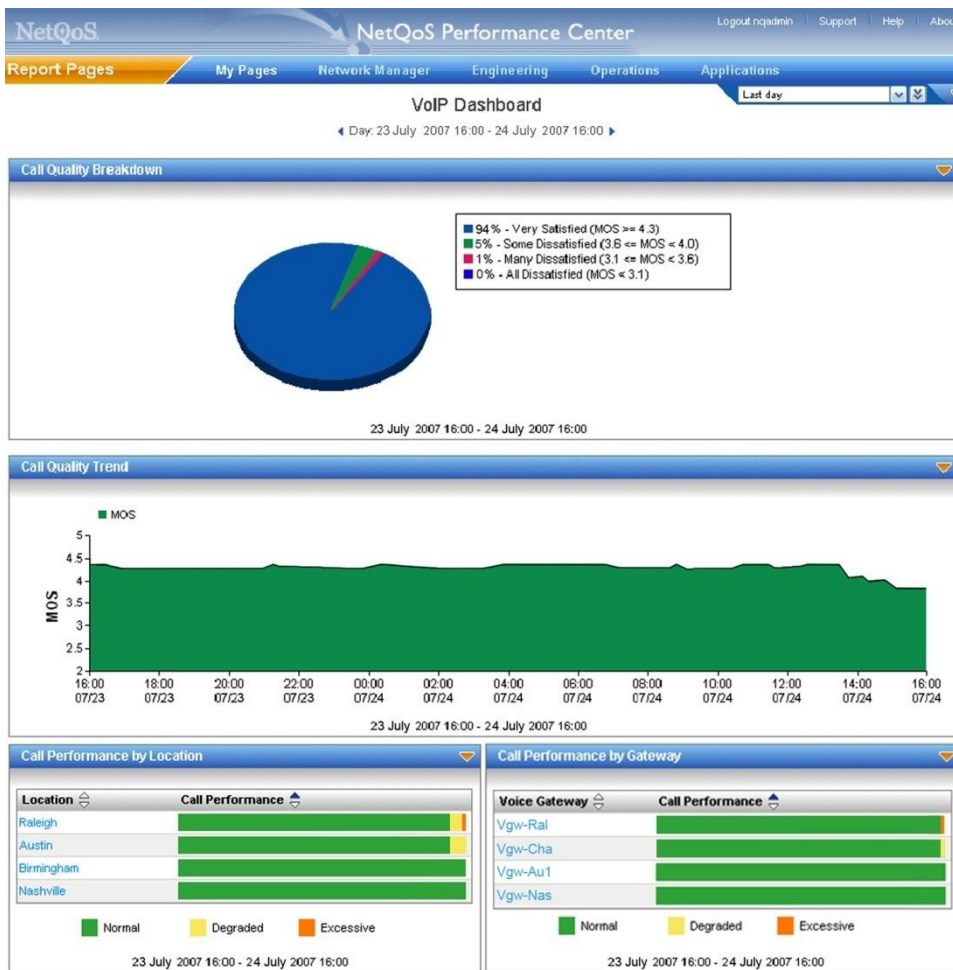 NetQoS
NetQoS Performance Center
Logout nqadmin Support Help Abou
Report Pages
My Pages Network Manager Engineering Operations Applications
Last day
VoIP Dashboard
Day: 23 July 2007 16:00 - 24 July 2007 16:00
Call Quality Breakdown
94% - Very Satisfied (MOS >= 4.3)
5% - Some Dissatisfied (3.6 <= MOS < 4.0)
1% - Many Dissatisfied (3.1 <= MOS < 3.6)
0% - All Dissatisfied (MOS < 3.1)
23 July 2007 16:00 - 24 July 2007 16:00
Call Quality Trend
MOS
5
4.5
4
3.5
3
2.5
2
MOS
16:00 18:00 20:00 22:00 00:00 02:00 04:00 06:00 08:00 10:00 12:00 14:00 16:00
07/23 07/23 07/23 07/23 07/24 07/24 07/24 07/24 07/24 07/24 07/24 07/24 07/24
23 July 2007 16:00 - 24 July 2007 16:00
Call Performance by Location
Location Call Performance
Raleigh
Austin
Birmingham
Nashville
Normal Degraded Excessive
23 July 2007 16:00 - 24 July 2007 16:00
Call Performance by Gateway
Voice Gateway Call Performance
Vgw-Ral
Vgw-Cha
Vgw-Au1
Vgw-Nas
Normal Degraded Excessive
23 July 2007 16:00 - 24 July 2007 16:00